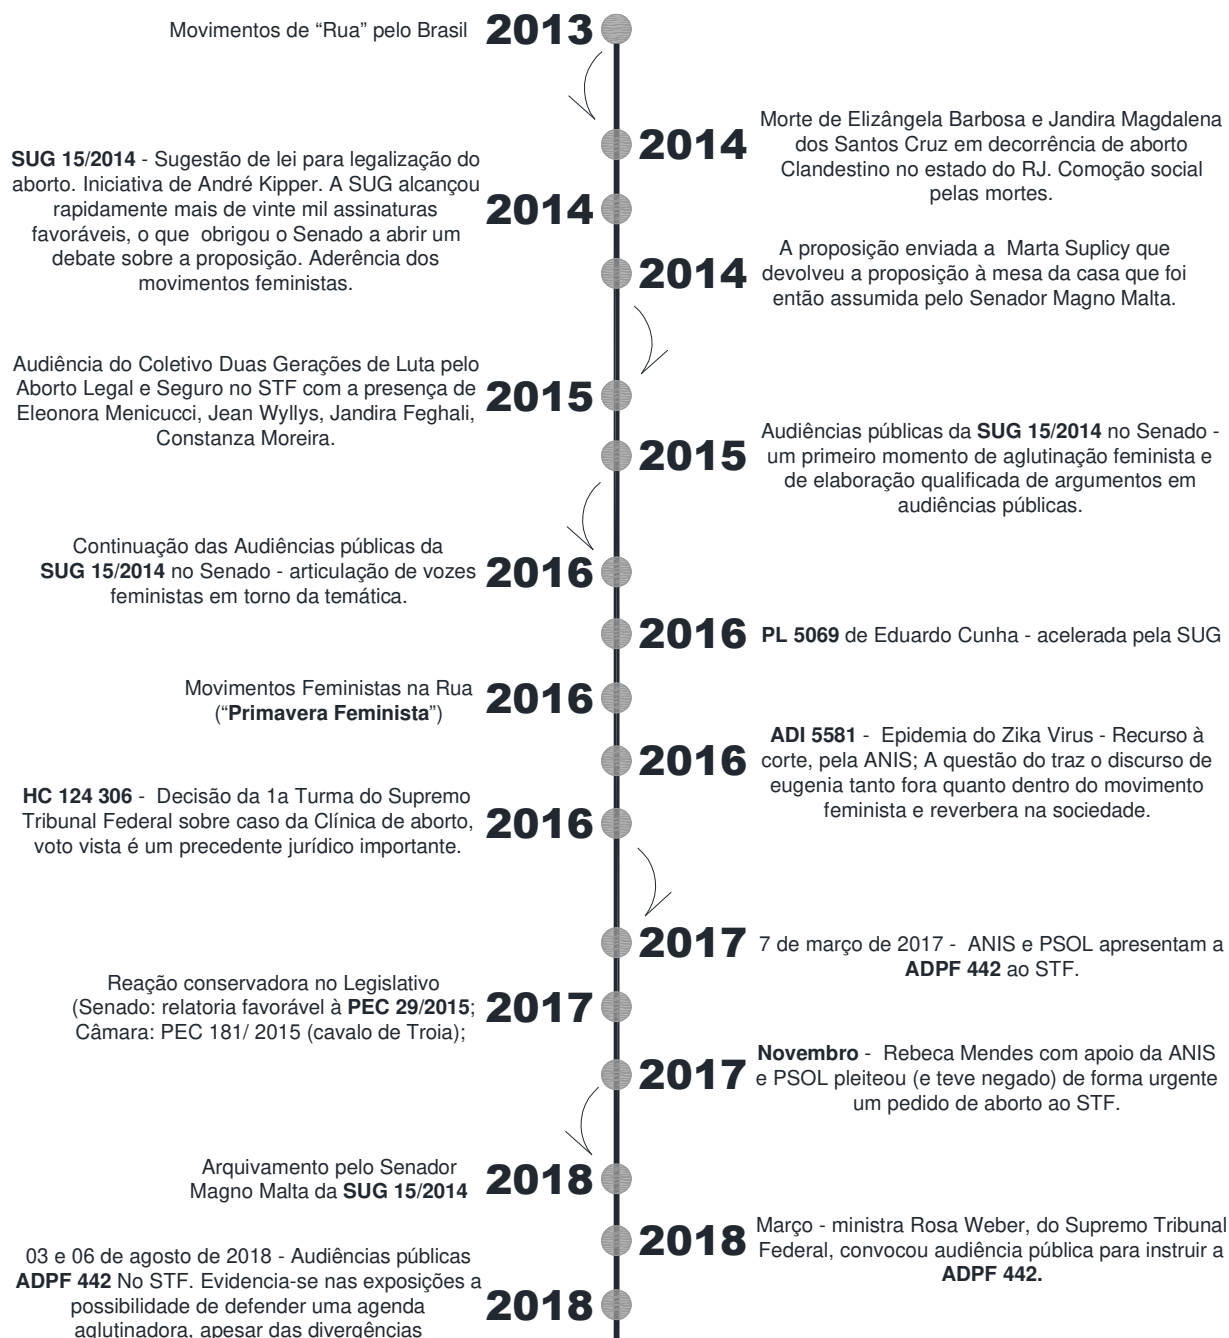 Movimentos de “Rua” pelo Brasil
2013
2014
Morte de Elizângela Barbosa e Jandira Magdalena
dos Santos Cruz em decorrência de aborto
Clandestino no estado do RJ. Comoção social
pelas mortes.
SUG 15/2014 - Sugestão de lei para legalização do
aborto. Iniciativa de André Kipper. A SUG alcançou
rapidamente mais de vinte mil assinaturas
favoráveis, o que obrigou o Senado a abrir um
debate sobre a proposição. Aderência dos
movimentos feministas.
2014
2014
A proposição enviada a Marta Suplicy que
devolveu a proposição à mesa da casa que foi
então assumida pelo Senador Magno Malta.
Audiência do Coletivo Duas Gerações de Luta pelo
Aborto Legal e Seguro no STF com a presença de
Eleonora Menicucci, Jean Wyllys, Jandira Feghali,
Constanza Moreira.
2015
2015
Audiências públicas da SUG 15/2014 no Senado -
um primeiro momento de aglutinação feminista e
de elaboração qualificada de argumentos em
audiências públicas.
Continuação das Audiências públicas da
SUG 15/2014 no Senado - articulação de vozes
feministas em torno da temática.
2016
2016
PL 5069 de Eduardo Cunha - acelerada pela SUG
Movimentos Feministas na Rua
(“Primavera Feminista”)
2016
2016
ADI 5581 - Epidemia do Zika Virus - Recurso à
corte, pela ANIS; A questão do traz o discurso de
eugenia tanto fora quanto dentro do movimento
feminista e reverbera na sociedade.
HC 124 306 - Decisão da 1a Turma do Supremo
Tribunal Federal sobre caso da Clínica de aborto,
voto vista é um precedente jurídico importante.
2016
2017
7 de março de 2017 - ANIS e PSOL apresentam a
ADPF 442 ao STF.
Reação conservadora no Legislativo
(Senado: relatoria favorável à PEC 29/2015;
Câmara: PEC 181/ 2015 (cavalo de Troia);
2017
2017
Novembro - Rebeca Mendes com apoio da ANIS
e PSOL pleiteou (e teve negado) de forma urgente
um pedido de aborto ao STF.
Arquivamento pelo Senador
Magno Malta da SUG 15/2014
2018
2018
Março - ministra Rosa Weber, do Supremo Tribunal
Federal, convocou audiência pública para instruir a
ADPF 442.
03 e 06 de agosto de 2018 - Audiências públicas
ADPF 442 No STF. Evidencia-se nas exposições a
possibilidade de defender uma agenda
aglutinadora, apesar das divergências
2018